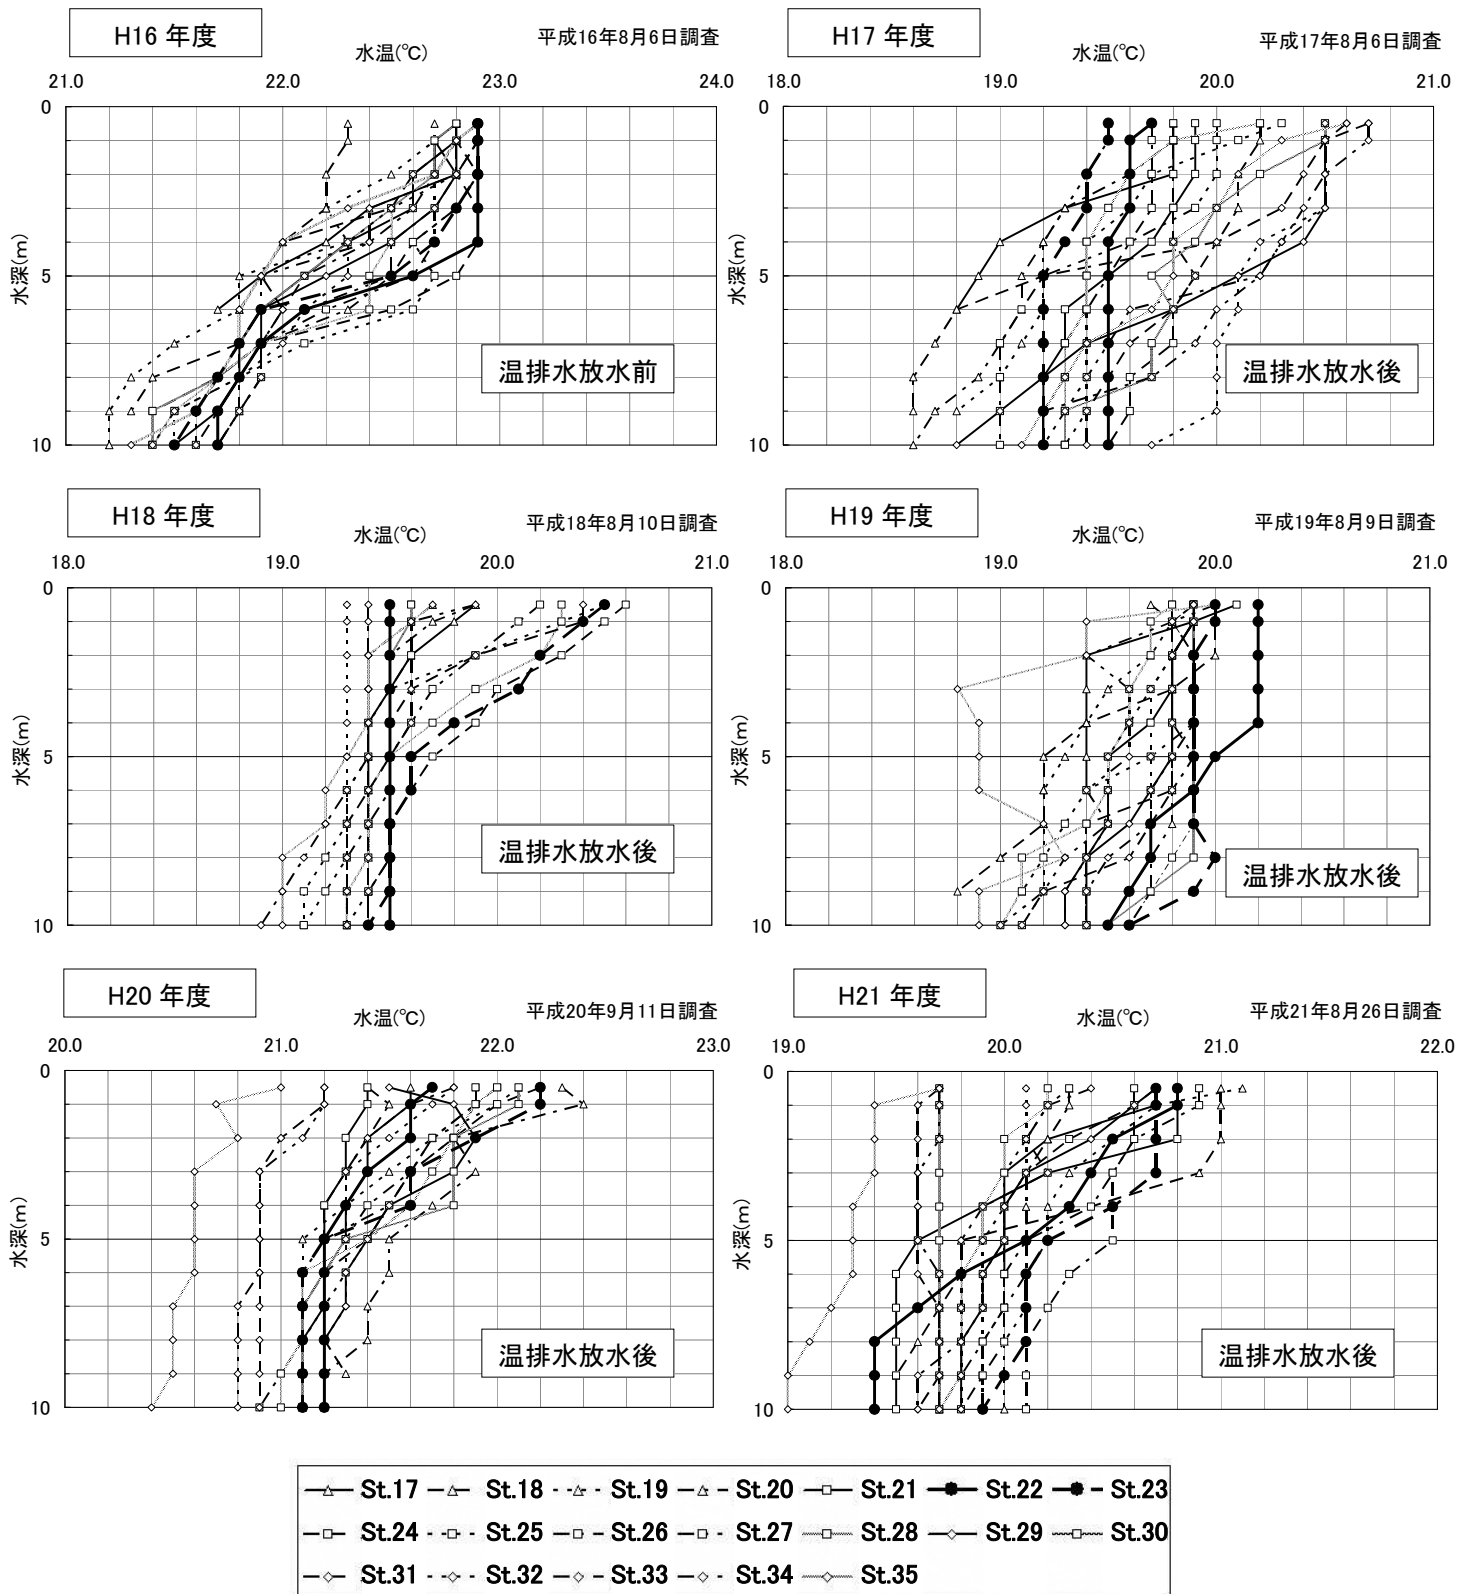 H16 年度
水温(℃)
平成16年8月6日調査
21.0 22.0 23.0 24.0
0
5
10
水深(m)
温排水放水前
H17 年度
水温(℃)
平成17年8月6日調査
18.0 19.0 20.0 21.0
0
5
10
水深(m)
温排水放水後
H18 年度
水温(℃)
平成18年8月10日調査
18.0 19.0 20.0 21.0
0
5
10
水深(m)
温排水放水後
H19 年度
水温(℃)
平成19年8月9日調査
18.0 19.0 20.0 21.0
0
5
10
水深(m)
温排水放水後
H20 年度
水温(℃)
平成20年9月11日調査
20.0 21.0 22.0 23.0
0
5
10
水深(m)
温排水放水後
H21 年度
水温(℃)
平成21年8月26日調査
19.0 20.0 21.0 22.0
0
5
10
水深(m)
温排水放水後
St.17 St.18 St.19 St.20 St.21 St.22 St.23
St.24 St.25 St.26 St.27 St.28 St.29 St.30
St.31 St.32 St.33 St.34 St.35